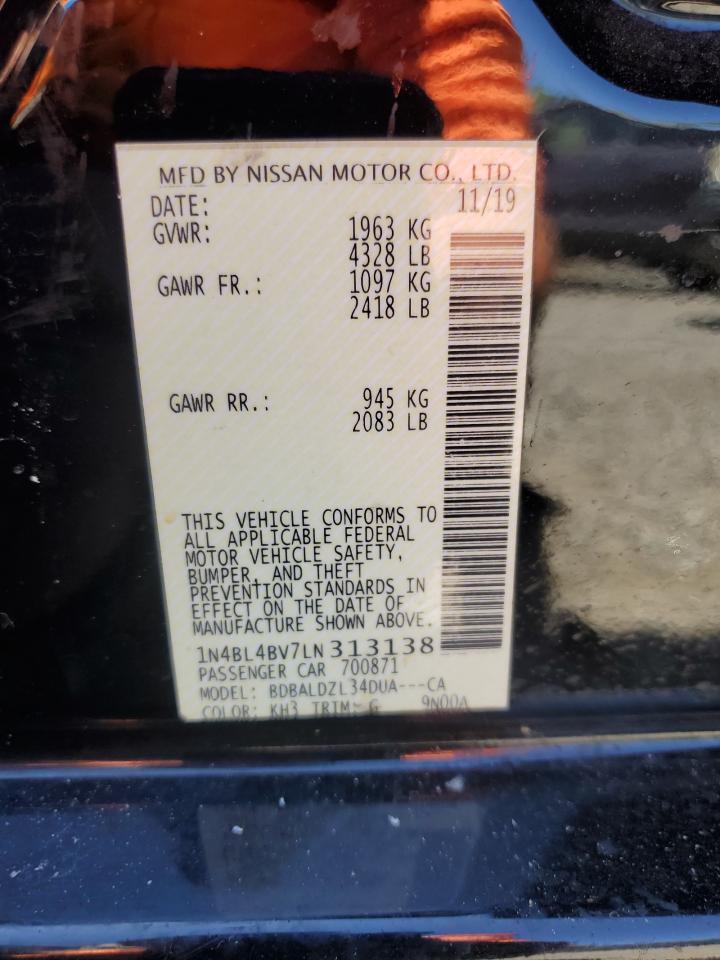 MFD BY NISSAN MOTOR CO., LTD.
DATE: 11/19
GVWR: 1963 KG
4328 LB
GAWR FR.: 1097 KG
2418 LB
GAWR RR.: 945 KG
2083 LB
THIS VEHICLE CONFORMS TO
ALL APPLICABLE FEDERAL
MOTOR VEHICLE SAFETY,
BUMPER, AND THEFT
PREVENTION STANDARDS IN
EFFECT ON THE DATE OF
MANUFACTURE SHOWN ABOVE.
1N4BL4BV7LN313138
PASSENGER CAR 700871
MODEL: BDBALDZL34DUA---CA
COLOR: KH3 TRIM: G 9N00A